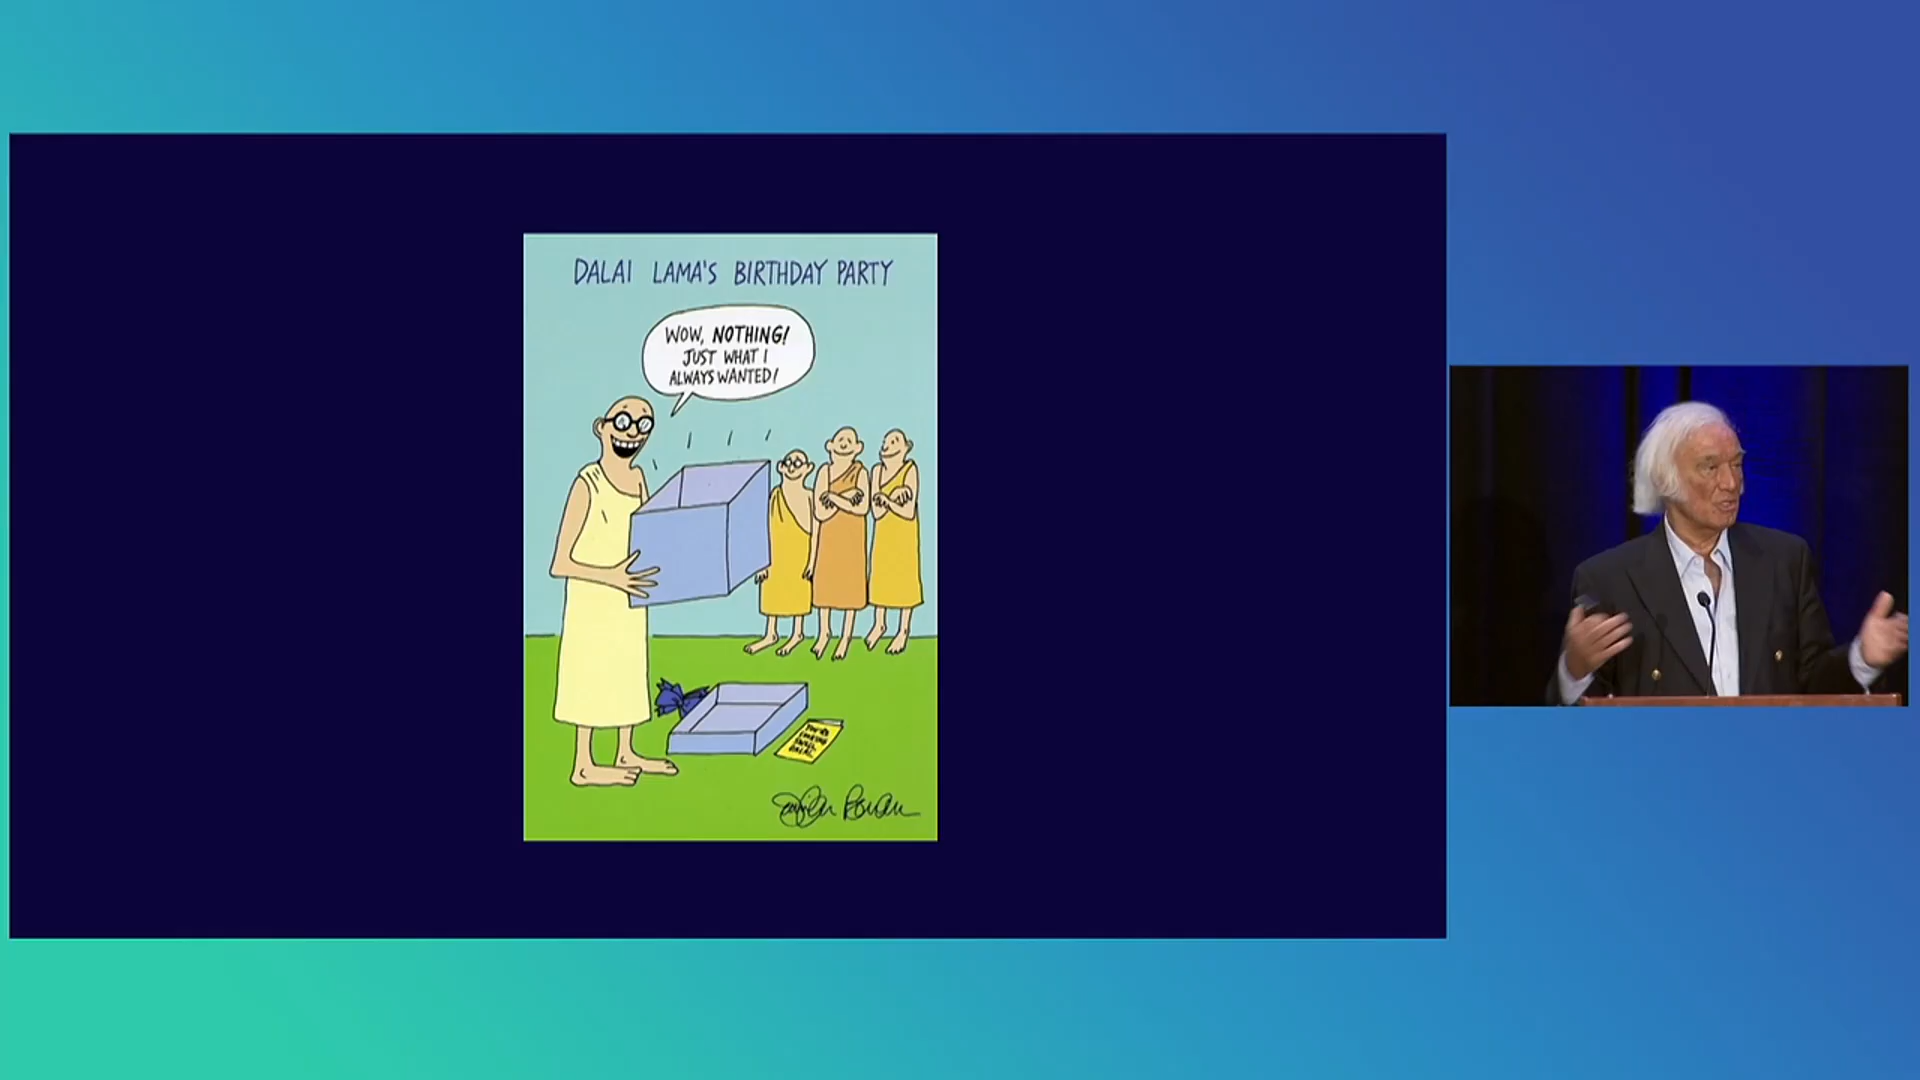 DALAI LAMA'S BIRTHDAY PARTY
WOW, NOTHING!
JUST WHAT I
ALWAYS WANTED!